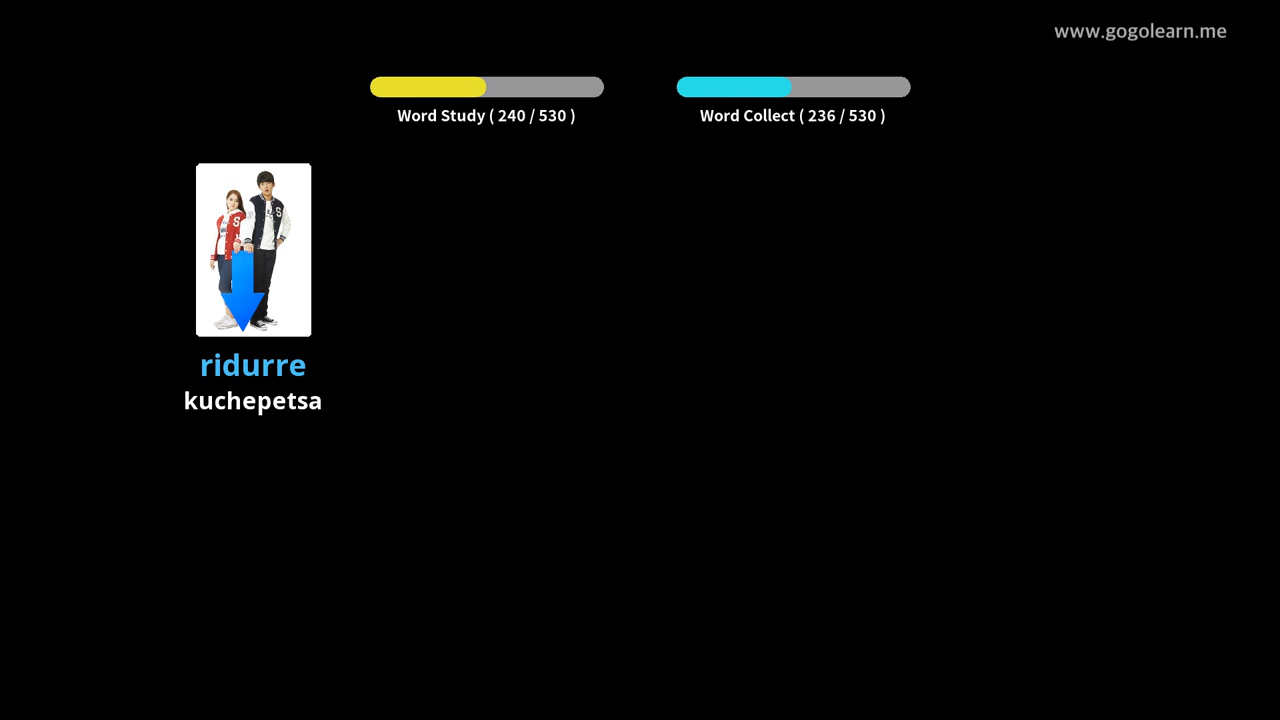 www.gogolearn.me
Word Study ( 240 / 530 )
Word Collect ( 236 / 530 )
S
S
ridurre
kuchepetsa